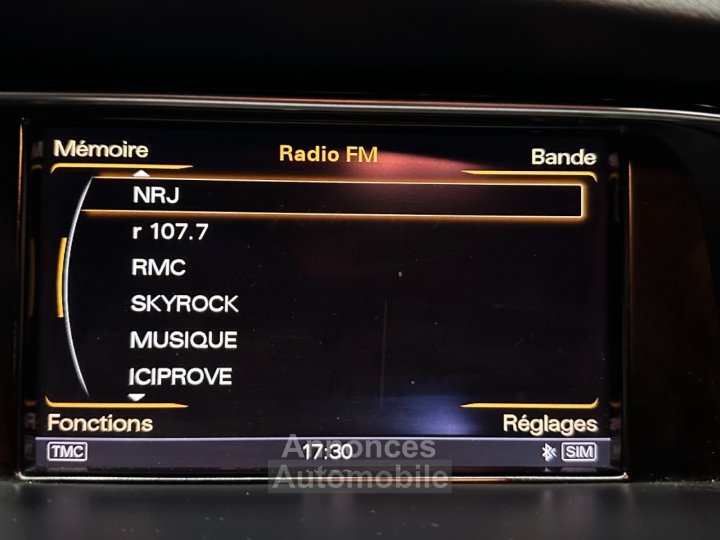 Mémoire Radio FM Bande
NRJ
r 107.7
RMC
SKYROCK
MUSIQUE
ICIPROVE
Fonctions Réglages
TMC 17:30 SIM
Annonces
Automobile